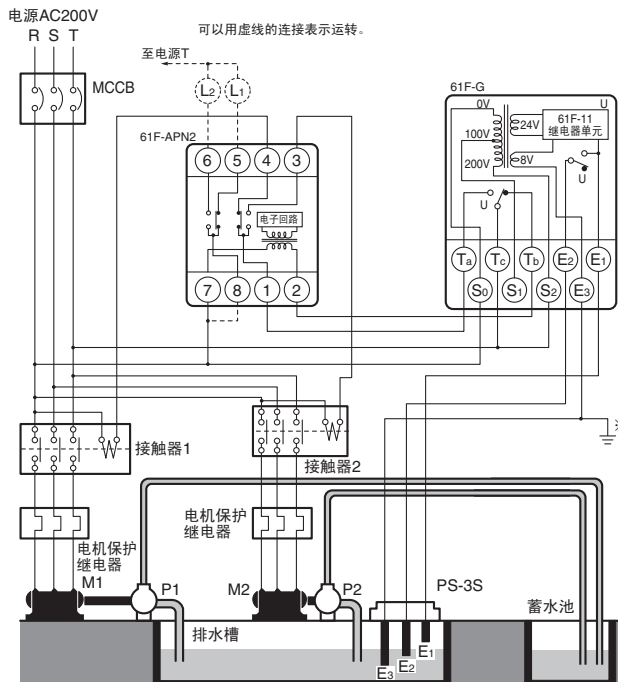 电源AC200V
可以用虚线的连接表示运转。
R S T
至电源T
MCCB
L2 L1
61F-APN2
6 5 4 3
电子回路
7 8 1 2
61F-G
0V
U
24V
61F-11
继电器单元
100V
200V
8V
U
U
Ta Tc Tb E2 E1
S0 S1 S2 E3
接触器1
接触器2
电机保护
继电器
电机保护
继电器
M1
P1
M2
P2
PS-3S
蓄水池
排水槽
E3 E2 E1